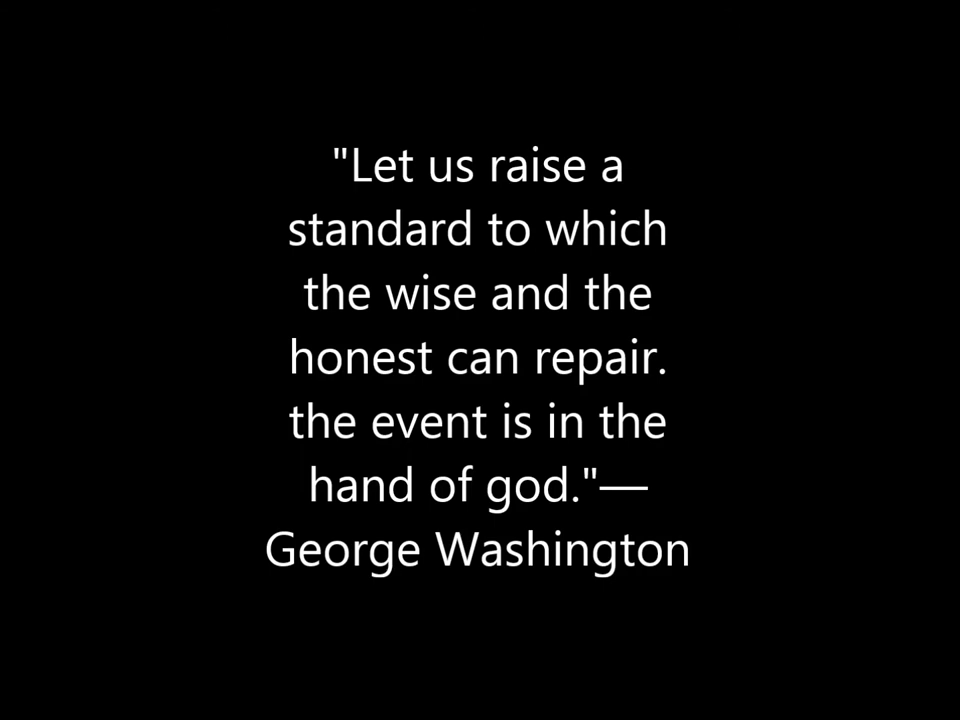 "Let us raise a
standard to which
the wise and the
honest can repair.
the event is in the
hand of god."—
George Washington